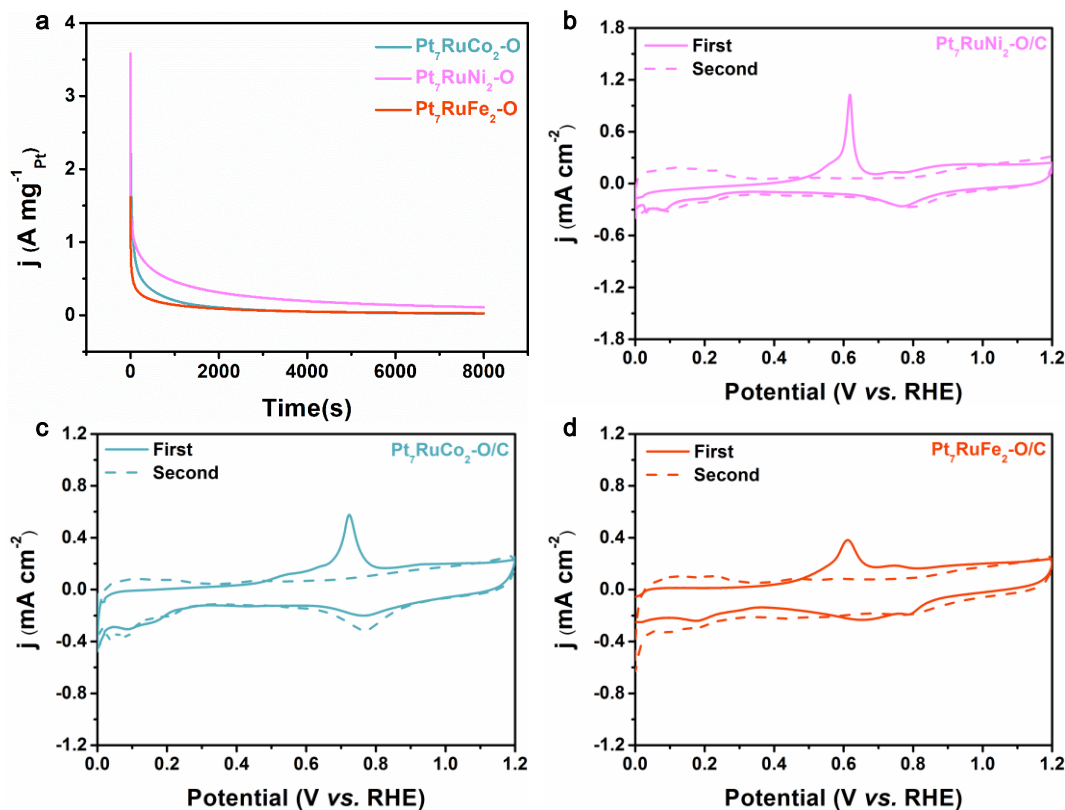 a
Pt₇RuCo₂-O
Pt₇RuNi₂-O
Pt₇RuFe₂-O
4
3
2
1
0
j (A mg⁻¹Pt)
0 2000 4000 6000 8000
Time(s)
b
First
Second
Pt₇RuNi₂-O/C
1.8
1.2
0.6
0.0
-0.6
-1.2
-1.8
j (mA cm⁻²)
0.0 0.2 0.4 0.6 0.8 1.0 1.2
Potential (V vs. RHE)
c
First
Second
Pt₇RuCo₂-O/C
1.2
0.8
0.4
0.0
-0.4
-0.8
-1.2
j (mA cm⁻²)
0.0 0.2 0.4 0.6 0.8 1.0 1.2
Potential (V vs. RHE)
d
First
Second
Pt₇RuFe₂-O/C
1.2
0.8
0.4
0.0
-0.4
-0.8
-1.2
j (mA cm⁻²)
0.0 0.2 0.4 0.6 0.8 1.0 1.2
Potential (V vs. RHE)